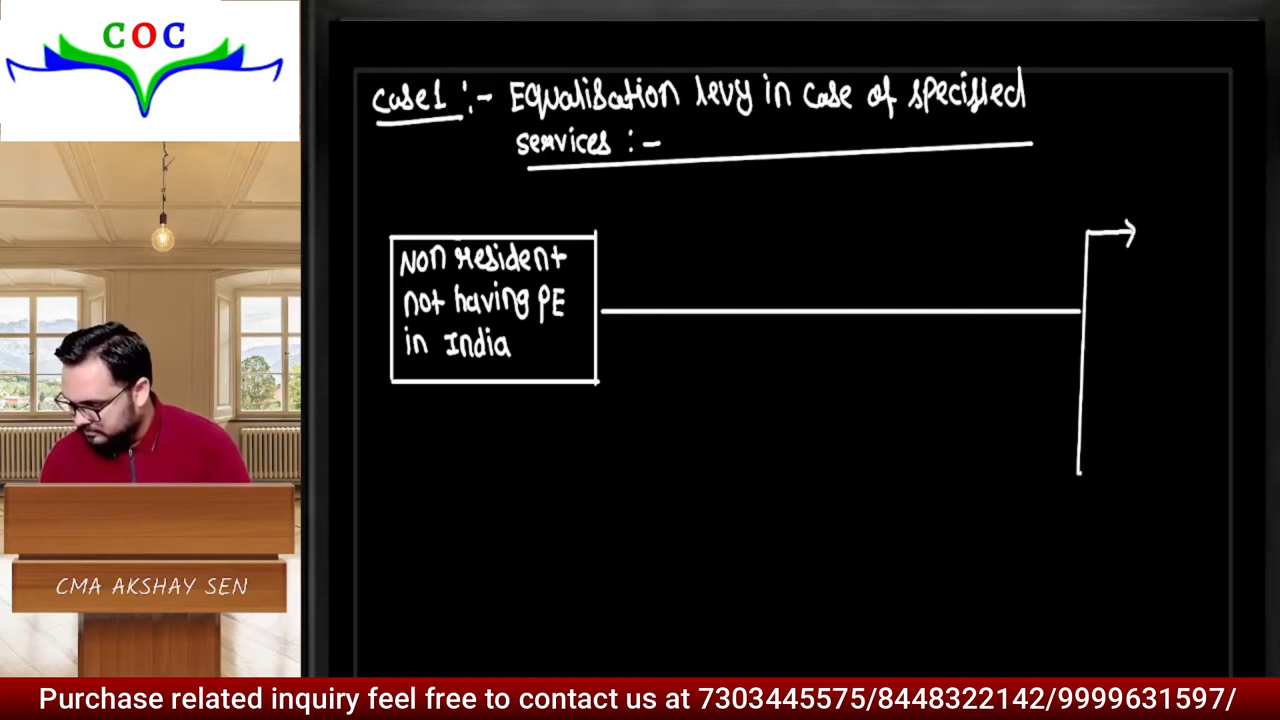 COC
case1 :- Equalisation levy in case of specified
services :-
Non resident
not having PE
in India
CMA AKSHAY SEN
Purchase related inquiry feel free to contact us at 7303445575/8448322142/9999631597/